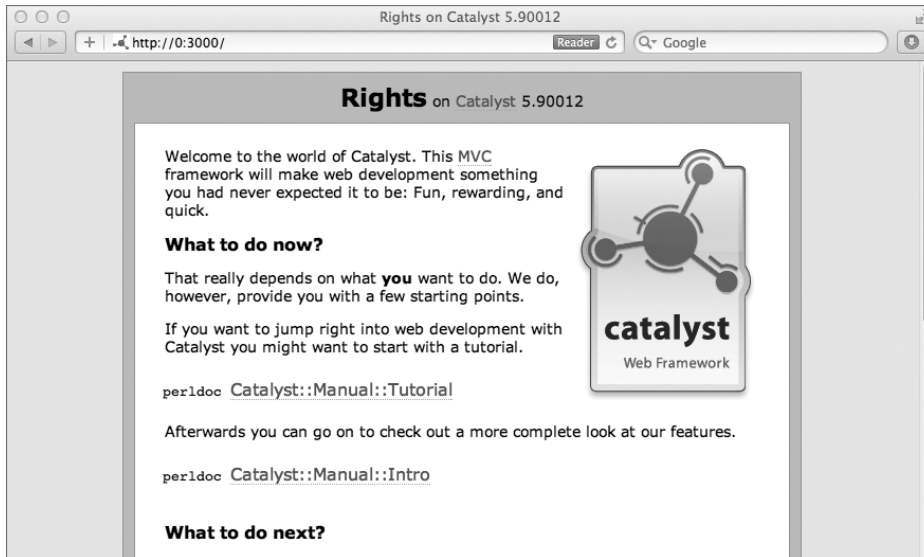 Rights on Catalyst 5.90012
http://0:3000/
Reader
Google
Rights on Catalyst 5.90012
Welcome to the world of Catalyst. This MVC
framework will make web development something
you had never expected it to be: Fun, rewarding, and
quick.
What to do now?
That really depends on what you want to do. We do,
however, provide you with a few starting points.
If you want to jump right into web development with
Catalyst you might want to start with a tutorial.
catalyst
Web Framework
perldoc Catalyst::Manual::Tutorial
Afterwards you can go on to check out a more complete look at our features.
perldoc Catalyst::Manual::Intro
What to do next?